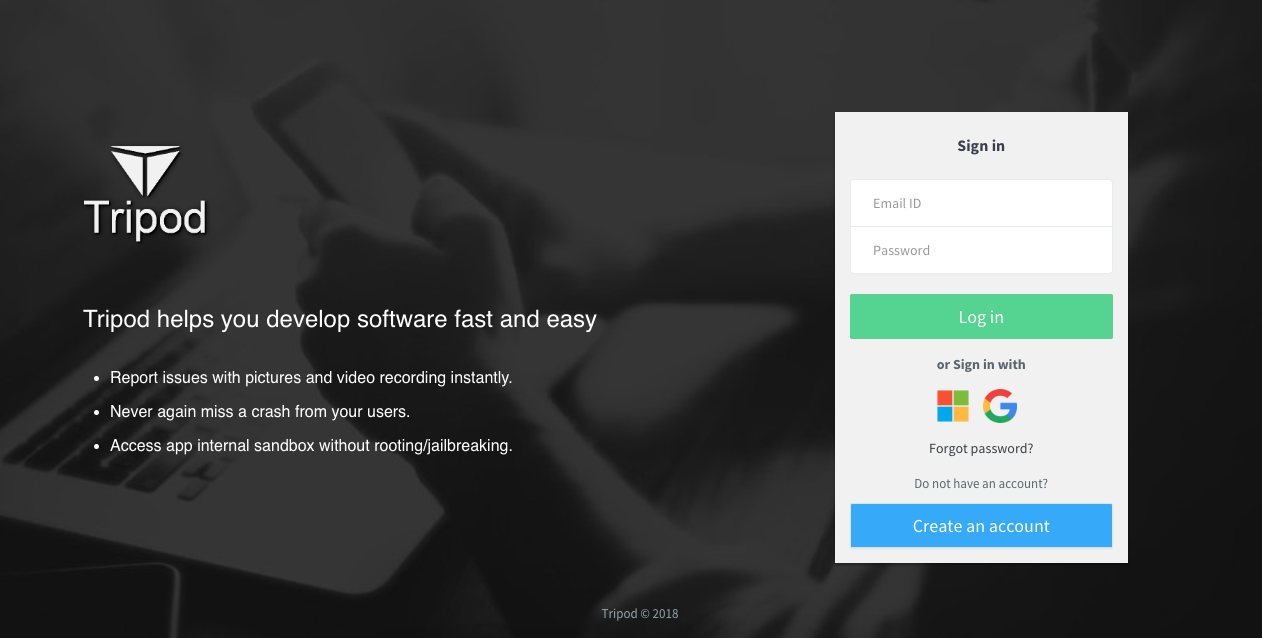 Tripod
Tripod helps you develop software fast and easy
Report issues with pictures and video recording instantly.
Never again miss a crash from your users.
Access app internal sandbox without rooting/jailbreaking.
Sign in
Email ID
Password
Log in
or Sign in with
Forgot password?
Do not have an account?
Create an account
Tripod © 2018